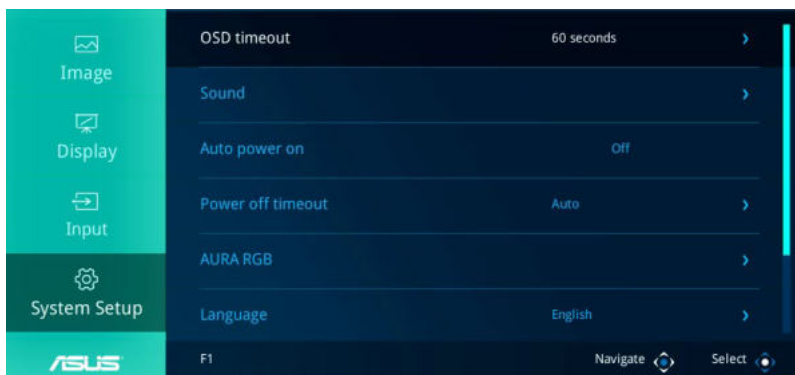 Image
Display
Input
System Setup
ASUS
OSD timeout 60 seconds
Sound
Auto power on Off
Power off timeout Auto
AURA RGB
Language English
F1 Navigate Select